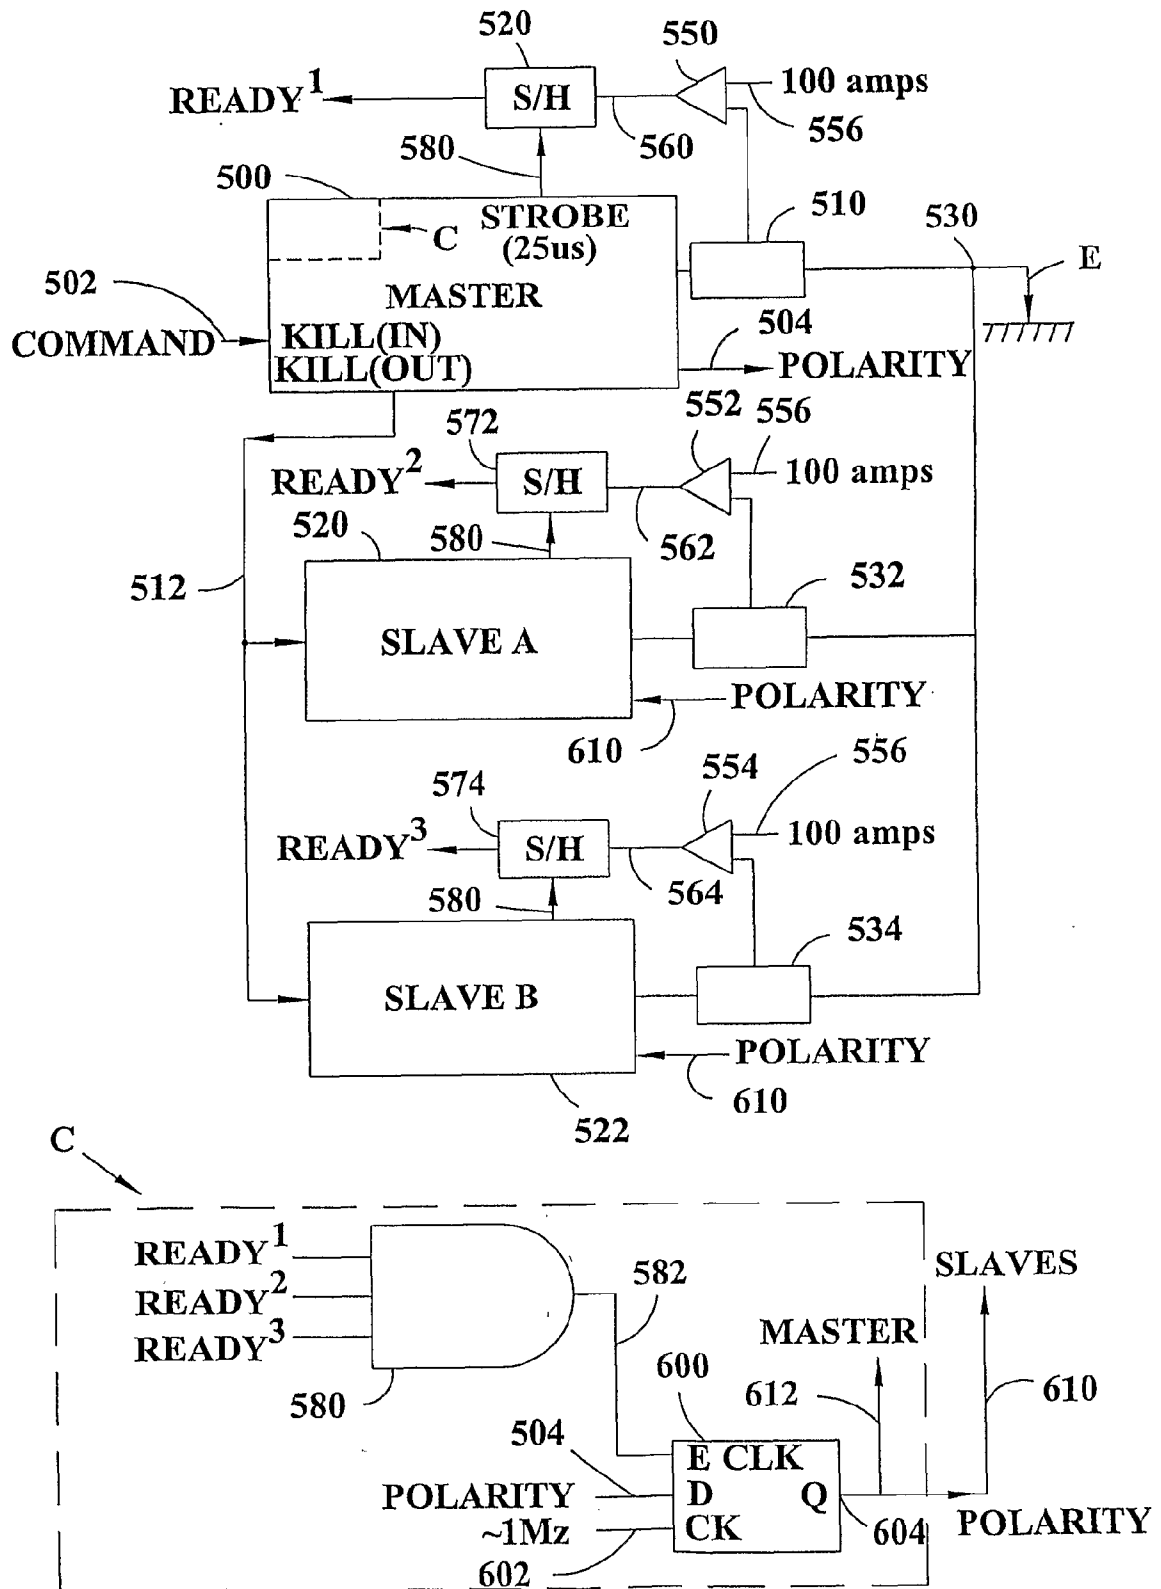 520
550
READY1
S/H
100 amps
580
560
556
500
STROBE
(25us)
C
510
530
E
502
MASTER
COMMAND
KILL(IN)
KILL(OUT)
504
POLARITY
572
552
556
READY2
S/H
100 amps
520
580
562
512
532
SLAVE A
POLARITY
610
574
554
556
READY3
S/H
100 amps
580
564
534
SLAVE B
POLARITY
610
522
C
READY1
READY2
READY3
580
582
SLAVES
MASTER
600
612
610
504
E CLK
POLARITY
D
Q
~1Mz
CK
602
604
POLARITY